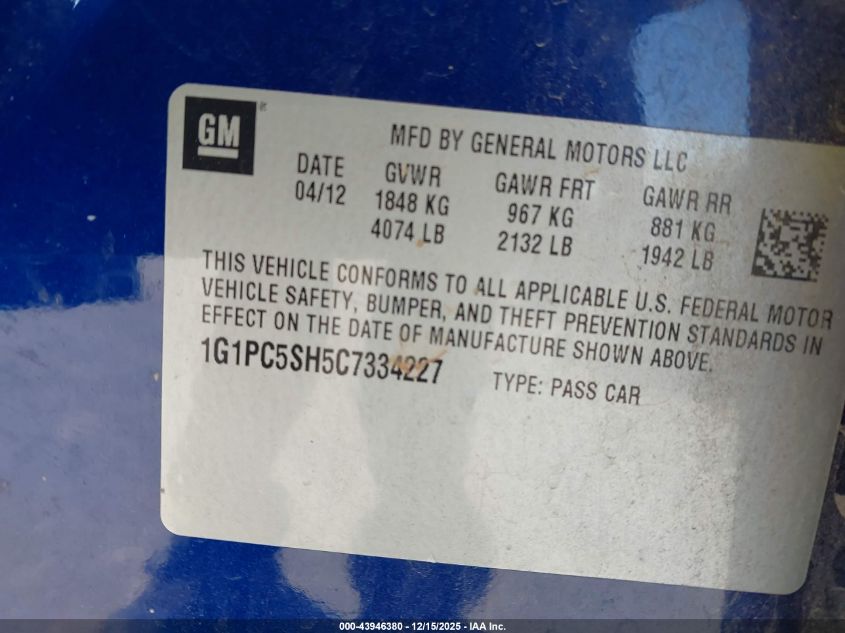 GM
MFD BY GENERAL MOTORS LLC
DATE GVWR GAWR FRT GAWR RR
04/12 1848 KG 967 KG 881 KG
4074 LB 2132 LB 1942 LB
THIS VEHICLE CONFORMS TO ALL APPLICABLE U.S. FEDERAL MOTOR
VEHICLE SAFETY, BUMPER, AND THEFT PREVENTION STANDARDS IN
EFFECT ON THE DATE OF MANUFACTURE SHOWN ABOVE.
1G1PC5SH5C7334227 TYPE: PASS CAR
000-43946380 - 12/15/2025 - IAA Inc.